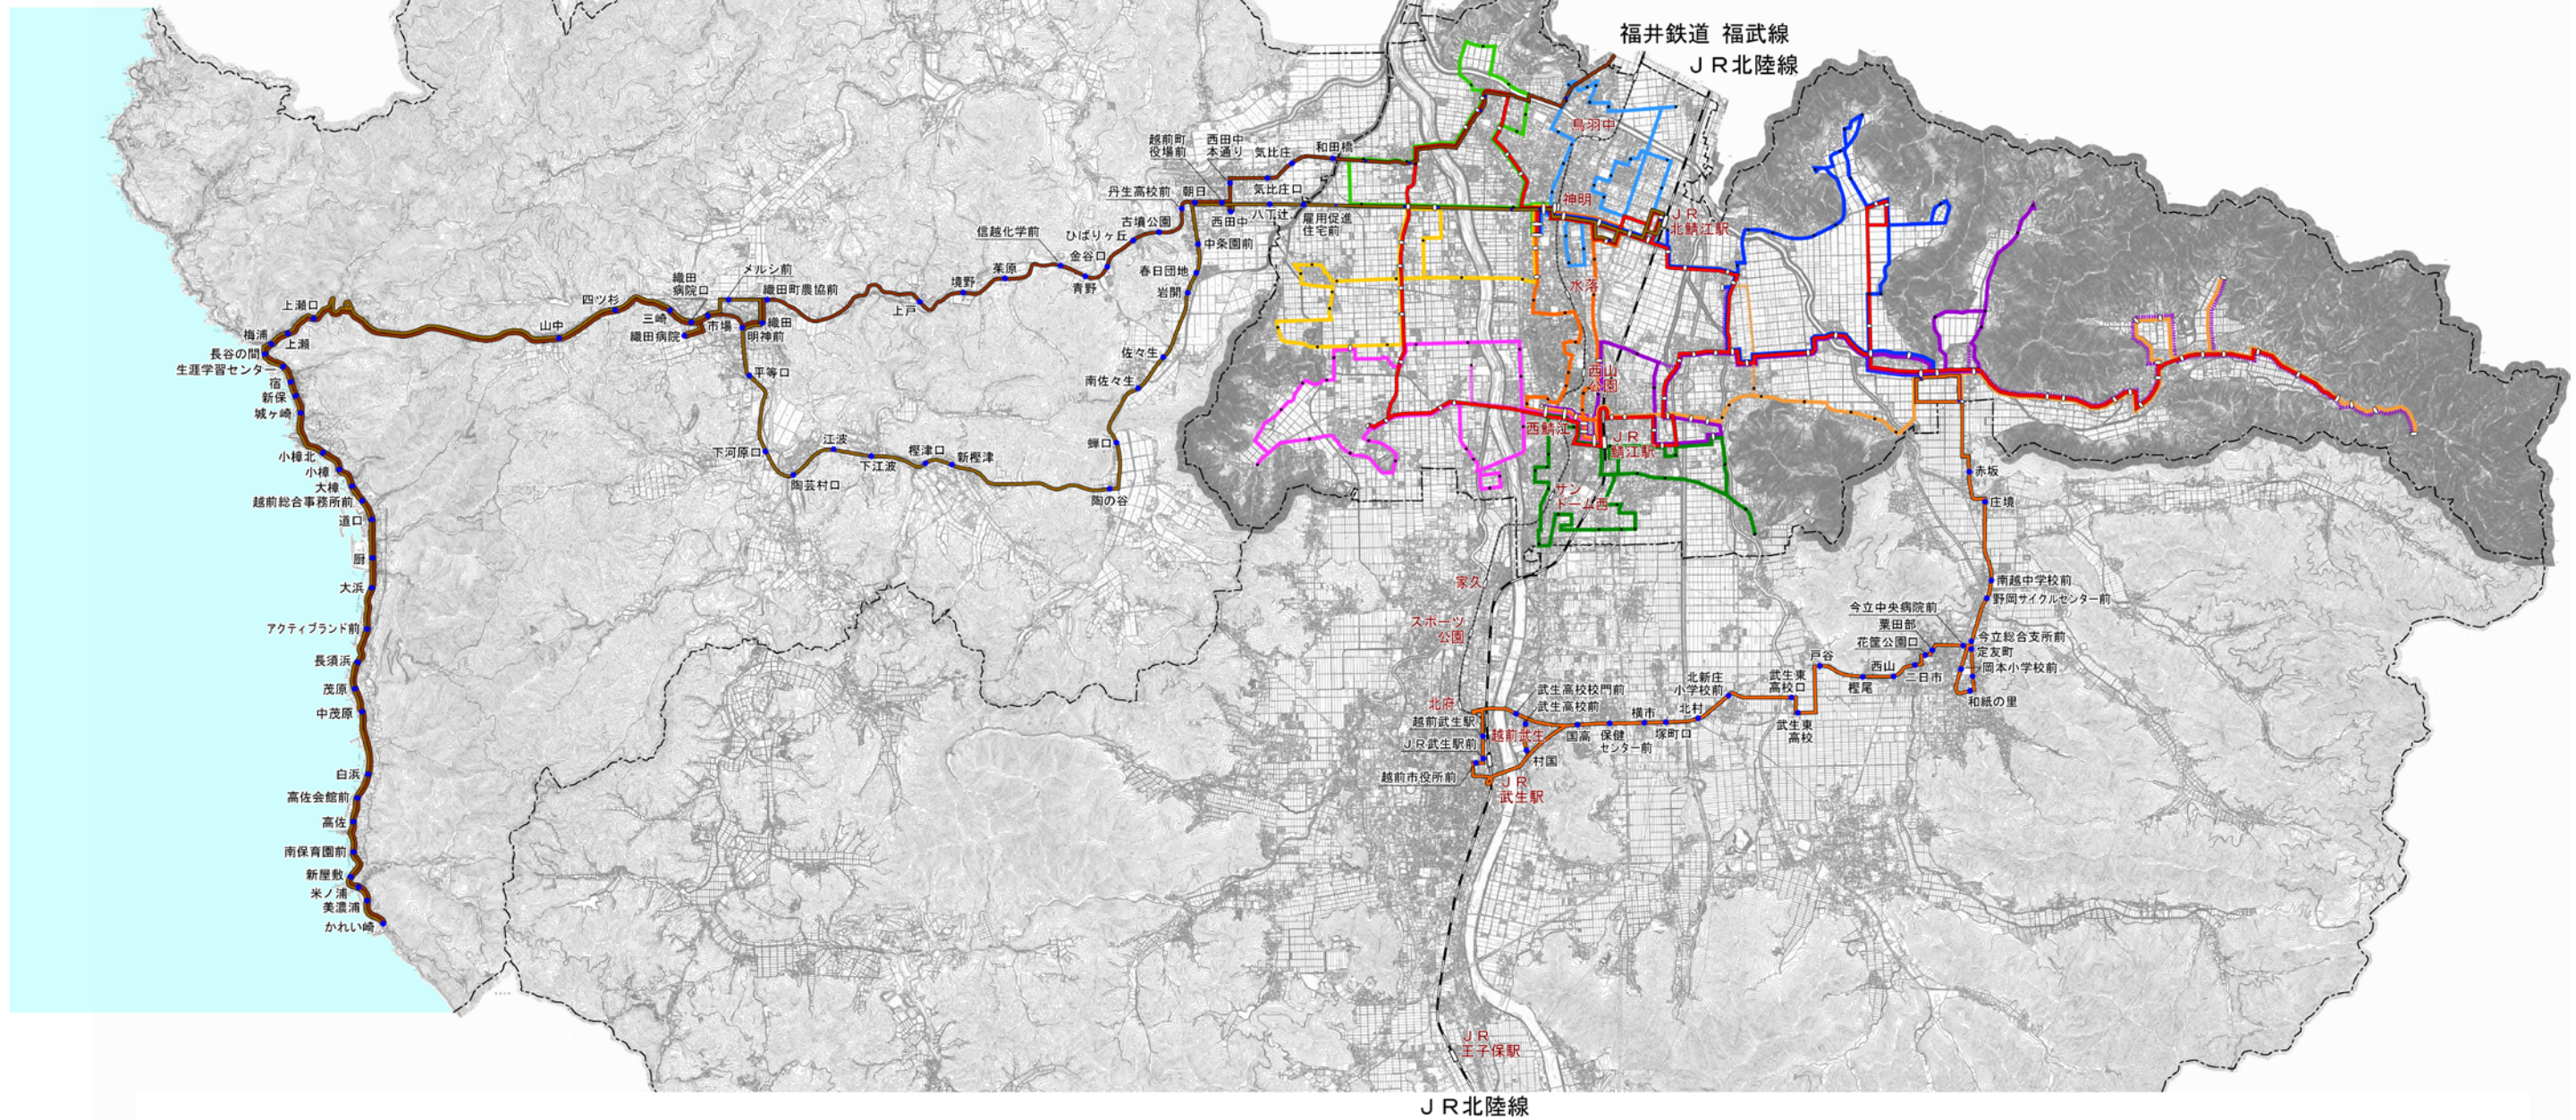 福井鉄道 福武線
ＪＲ北陸線
鳥羽中
神明
ＪＲ
北鯖江駅
水落
西山
公園
西鯖江
ＪＲ
鯖江駅
サン
ドーム西
家久
スポーツ
公園
北府
越前武生
ＪＲ
武生駅
ＪＲ
王子保駅
ＪＲ北陸線
和田橋
気比庄
西田中
本通り
越前町
役場前
気比庄口
丹生高校前
朝日
西田中
八丁辻
雇用促進
住宅前
古墳公園
ひばりヶ丘
金谷口
信越化学前
青野
茱原
境野
上戸
中条園前
春日団地
岩開
佐々生
南佐々生
蝉口
陶の谷
新樫津
樫津口
下江波
江波
陶芸村口
下河原口
平等口
メルシ前
織田町農協前
織田
明神前
織田
病院口
市場
織田病院
三崎
四ツ杉
山中
上瀬口
上瀬
梅浦
長谷の間
生涯学習センター
宿
新保
城ヶ崎
小樟北
小樟
大樟
越前総合事務所前
道口
厨
大浜
アクティブランド前
長須浜
茂原
中茂原
白浜
高佐会館前
高佐
南保育園前
新屋敷
米ノ浦
美濃浦
かれい崎
赤坂
庄境
南越中学校前
野岡サイクルセンター前
今立中央病院前
粟田部
花筐公園口
今立総合支所前
定友町
岡本小学校前
和紙の里
二日市
西山
樫尾
戸谷
武生東
高校口
武生東
高校
北新庄
小学校前
北村
塚町口
横市
保健
センター前
国高
村国
武生高校校門前
武生高校前
越前武生駅
ＪＲ武生駅前
越前市役所前